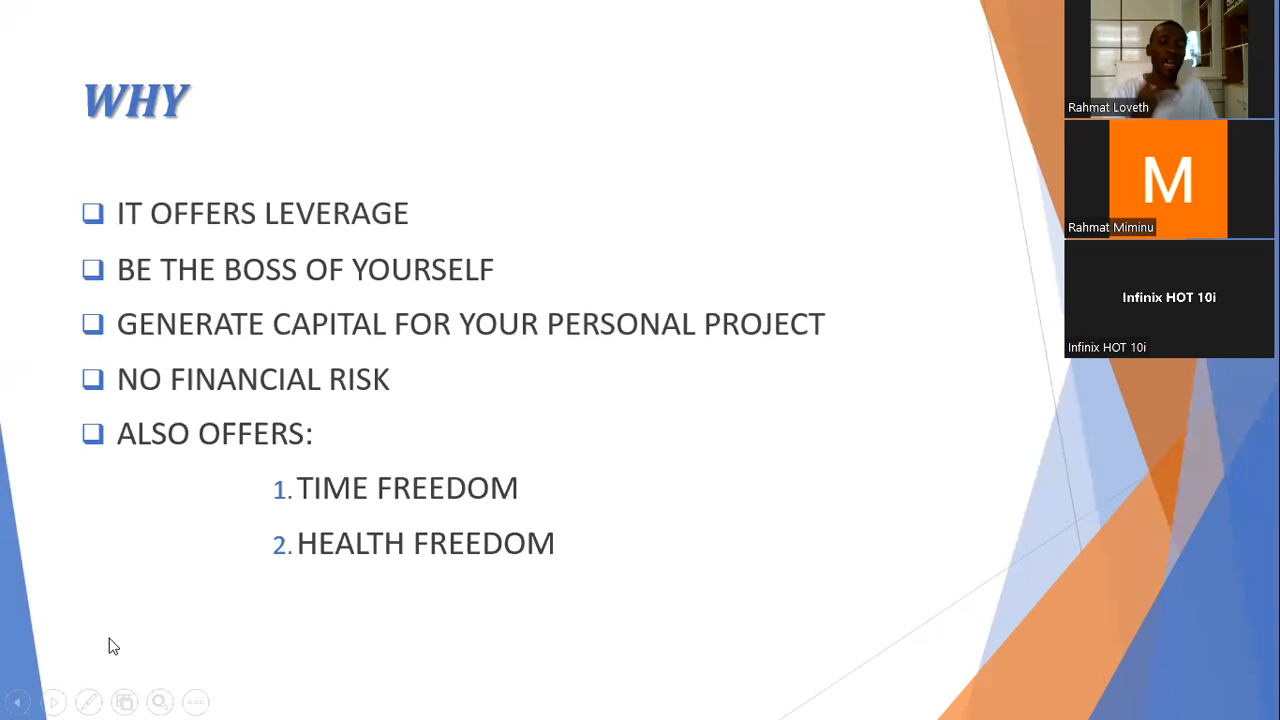 WHY
IT OFFERS LEVERAGE
BE THE BOSS OF YOURSELF
GENERATE CAPITAL FOR YOUR PERSONAL PROJECT
NO FINANCIAL RISK
ALSO OFFERS:
1. TIME FREEDOM
2. HEALTH FREEDOM
Rahmat Loveth
M
Rahmat Miminu
Infinix HOT 10i
Infinix HOT 10i